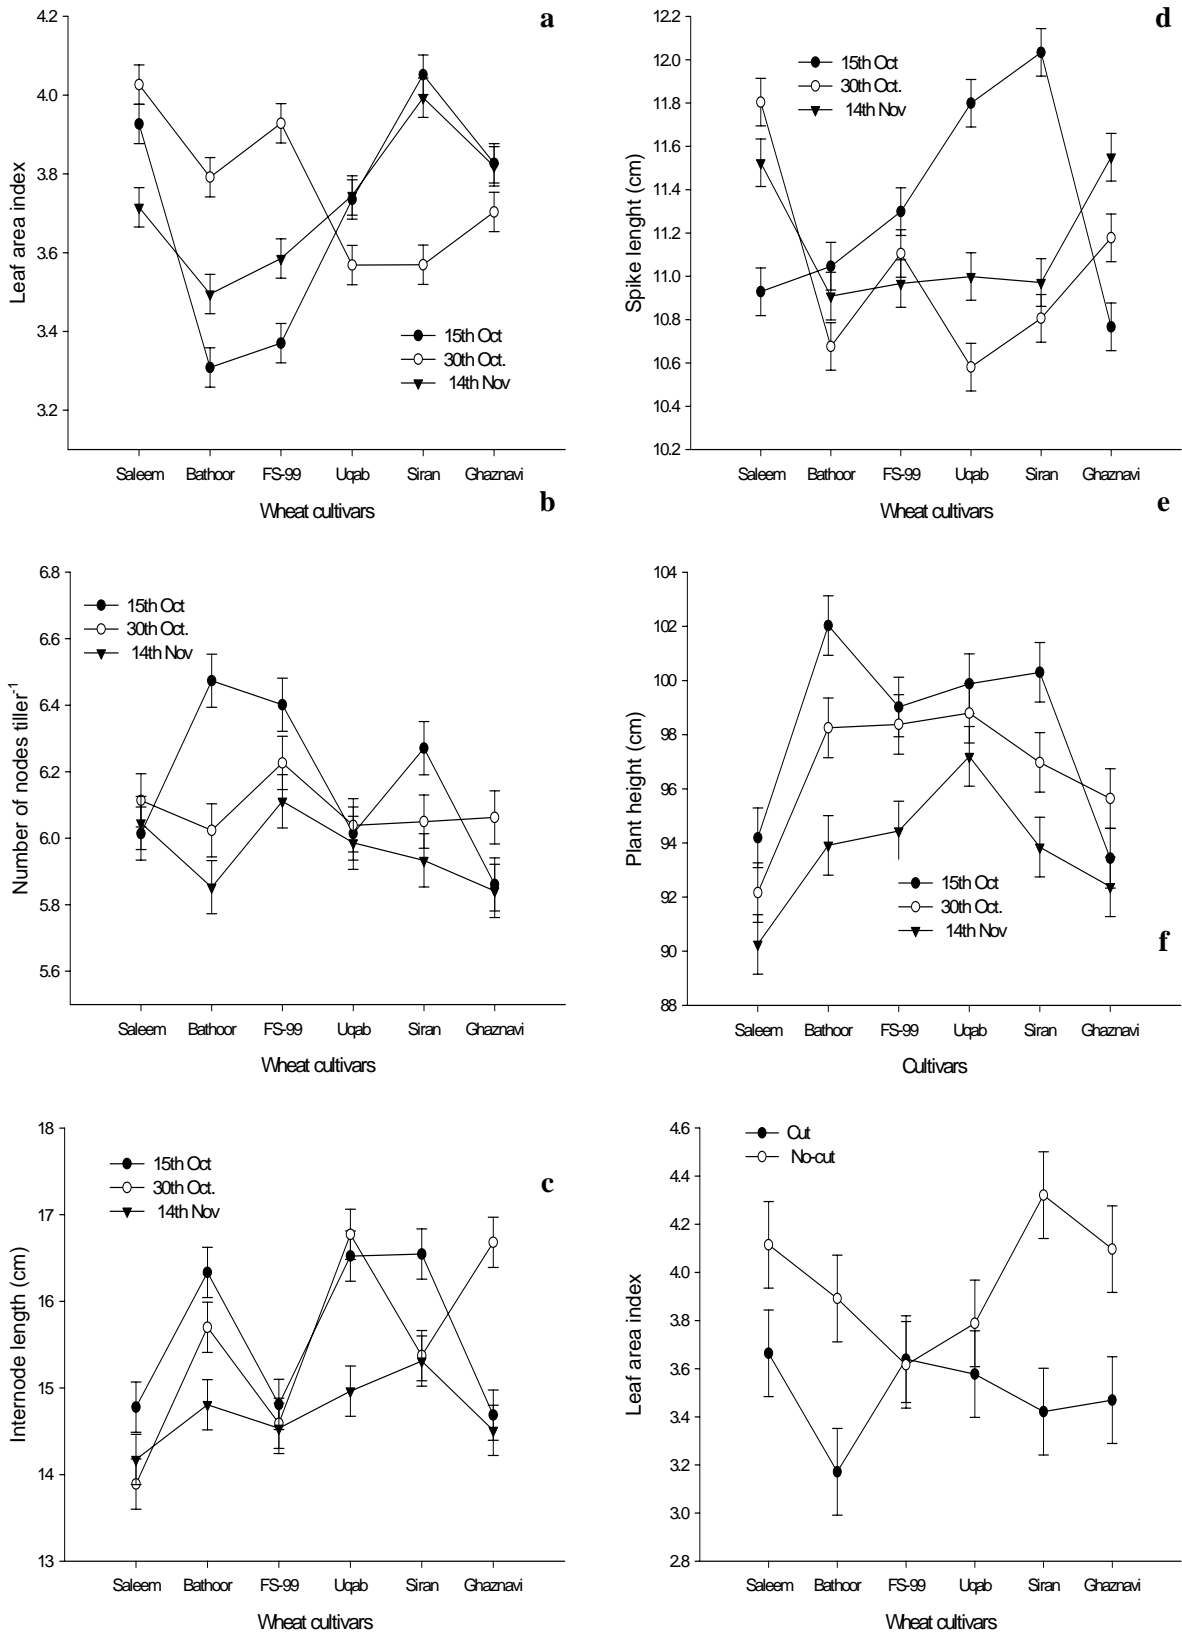 a
4.2
4.0
3.8
3.6
3.4
3.2
Leaf area index
15th Oct
30th Oct.
14th Nov
Saleem Bathoor FS-99 Uqab Siran Ghaznavi
Wheat cultivars
d
12.2
12.0
11.8
11.6
11.4
11.2
11.0
10.8
10.6
10.4
10.2
Spike lenght (cm)
15th Oct
30th Oct.
14th Nov
Saleem Bathoor FS-99 Uqab Siran Ghaznavi
Wheat cultivars
b
6.8
6.6
6.4
6.2
6.0
5.8
5.6
Number of nodes tiller-1
15th Oct
30th Oct.
14th Nov
Saleem Bathoor FS-99 Uqab Siran Ghaznavi
Wheat cultivars
e
104
102
100
98
96
94
92
90
88
Plant height (cm)
15th Oct
30th Oct.
14th Nov
Saleem Bathoor FS-99 Uqab Siran Ghaznavi
Cultivars
c
18
17
16
15
14
13
Internode length (cm)
15th Oct
30th Oct.
14th Nov
Saleem Bathoor FS-99 Uqab Siran Ghaznavi
Wheat cultivars
f
4.6
4.4
4.2
4.0
3.8
3.6
3.4
3.2
3.0
2.8
Leaf area index
Cut
No-cut
Saleem Bathoor FS-99 Uqab Siran Ghaznavi
Wheat cultivars